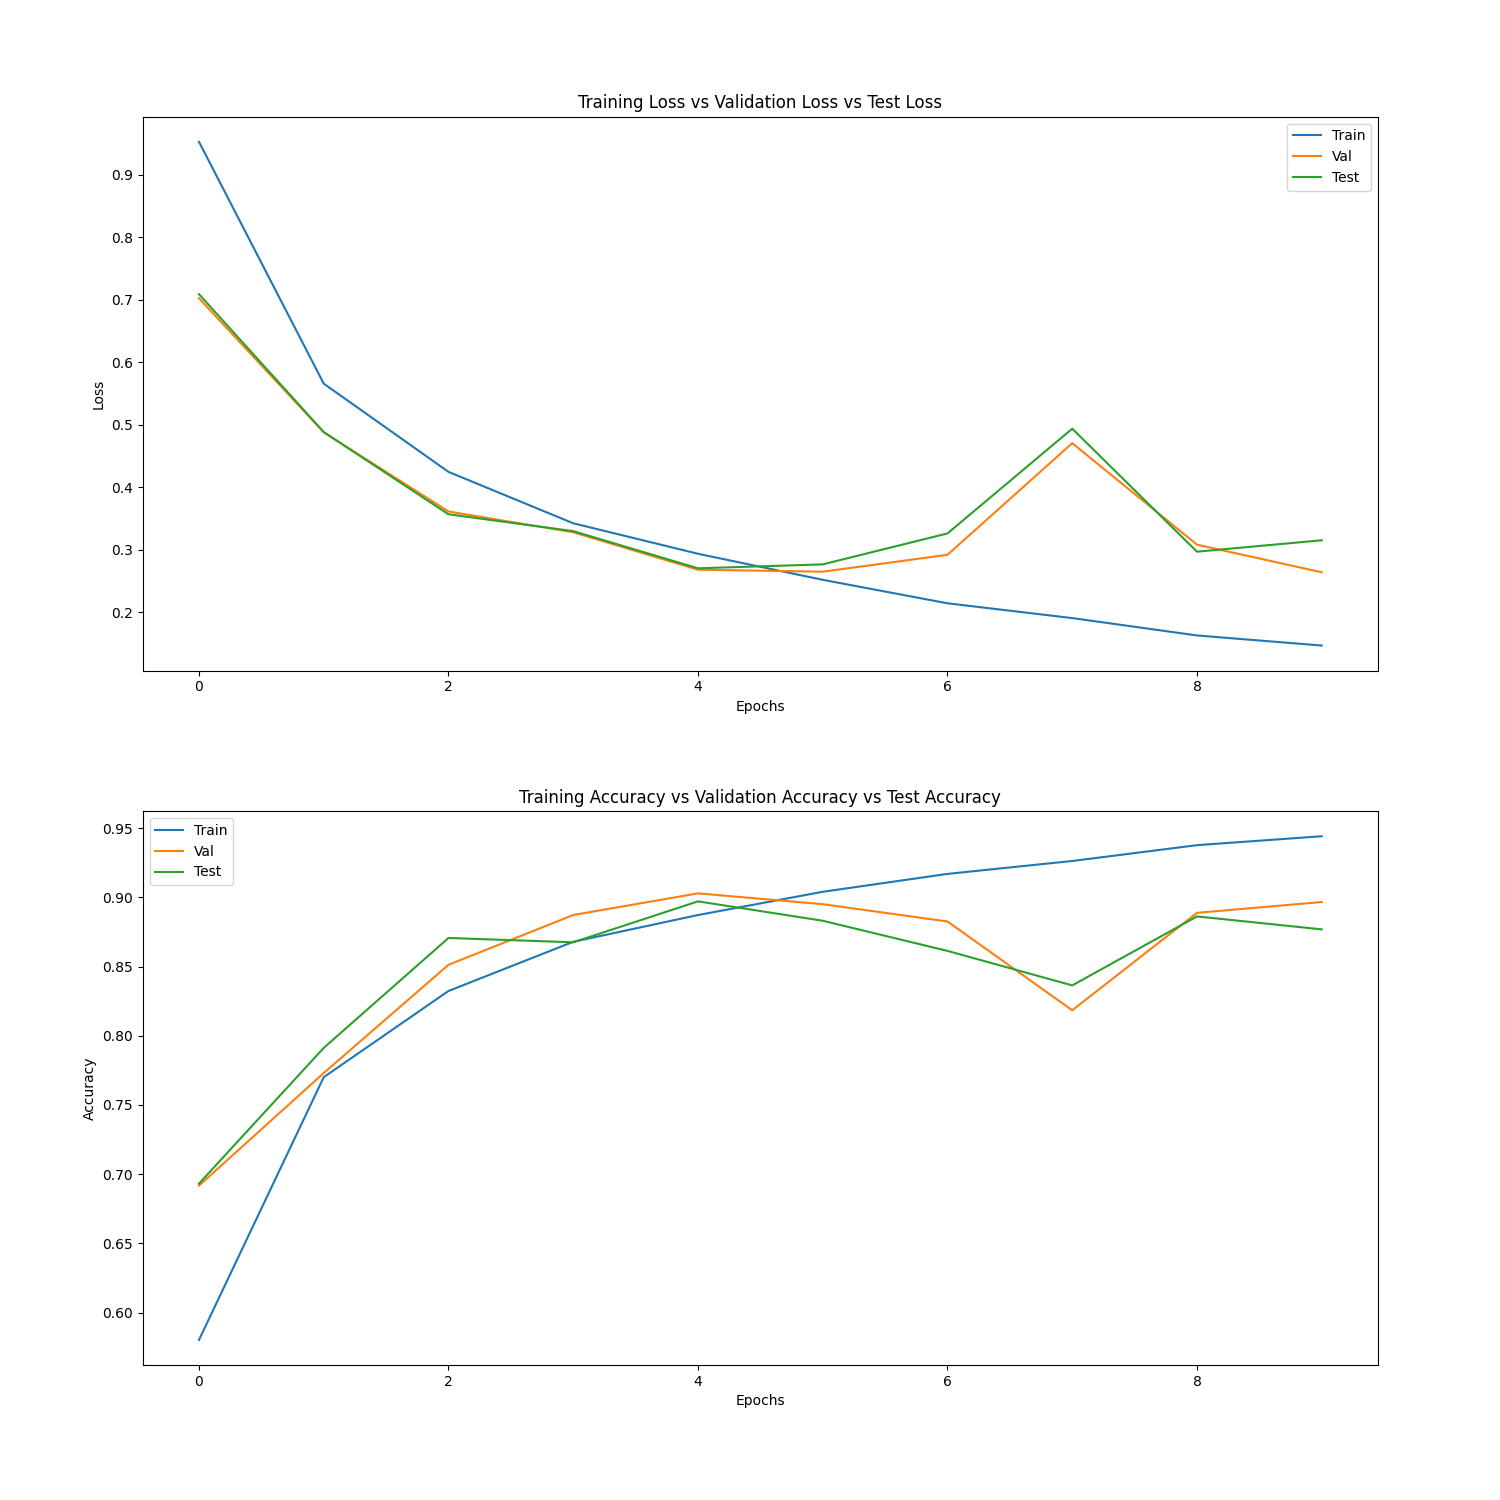 Training Loss vs Validation Loss vs Test Loss
Train
Val
Test
0.9
0.8
0.7
0.6
0.5
0.4
0.3
0.2
Loss
0 2 4 6 8
Epochs
Training Accuracy vs Validation Accuracy vs Test Accuracy
Train
Val
Test
0.95
0.90
0.85
0.80
0.75
0.70
0.65
0.60
Accuracy
0 2 4 6 8
Epochs